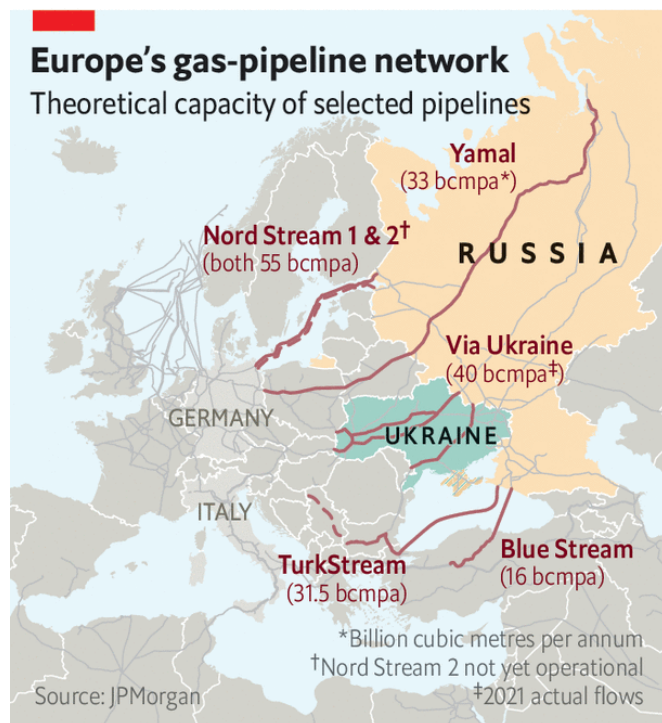 Europe's gas-pipeline network
Theoretical capacity of selected pipelines
Yamal
(33 bcmpa*)
Nord Stream 1 & 2†
(both 55 bcmpa)
RUSSIA
Via Ukraine
(40 bcmpa‡)
GERMANY
UKRAINE
ITALY
TurkStream
(31.5 bcmpa)
Blue Stream
(16 bcmpa)
*Billion cubic metres per annum
†Nord Stream 2 not yet operational
Source: JPMorgan
‡2021 actual flows